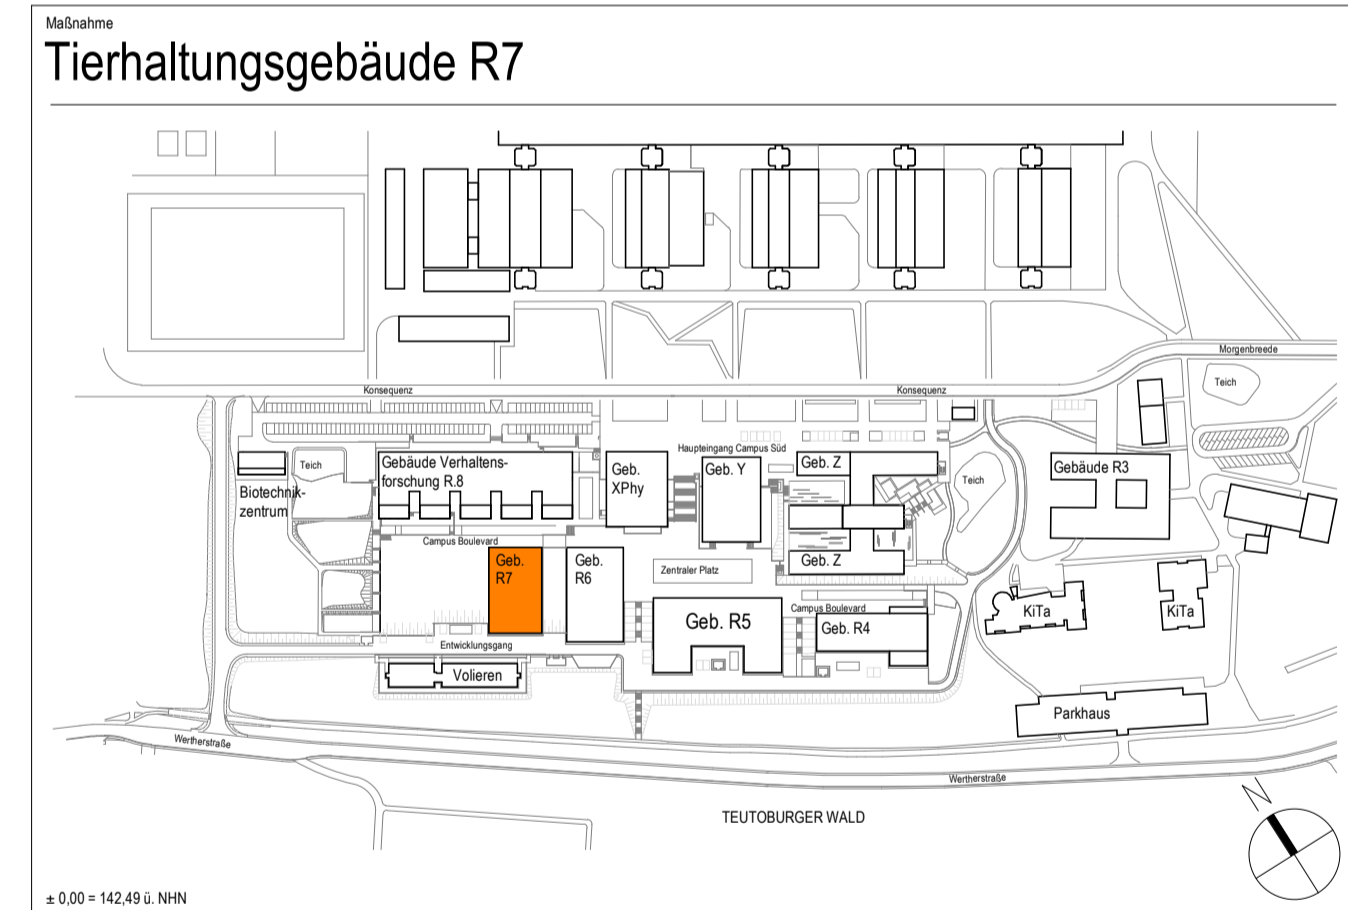 Maßnahme
Tierhaltungsgebäude R7
Morgenbreede
Konsequenz
Konsequenz
Teich
Haupteingang Campus Süd
Teich
Gebäude Verhaltens-
forschung R.8
Geb.
XPhy
Geb. Y
Geb. Z
Teich
Gebäude R3
Biotechnik-
zentrum
Campus Boulevard
Geb.
R7
Geb.
R6
Zentraler Platz
Geb. Z
Geb. R5
Campus Boulevard
Geb. R4
KiTa
KiTa
Entwicklungsgang
Volieren
Parkhaus
Wertherstraße
Wertherstraße
TEUTOBURGER WALD
N
± 0,00 = 142,49 ü. NHN